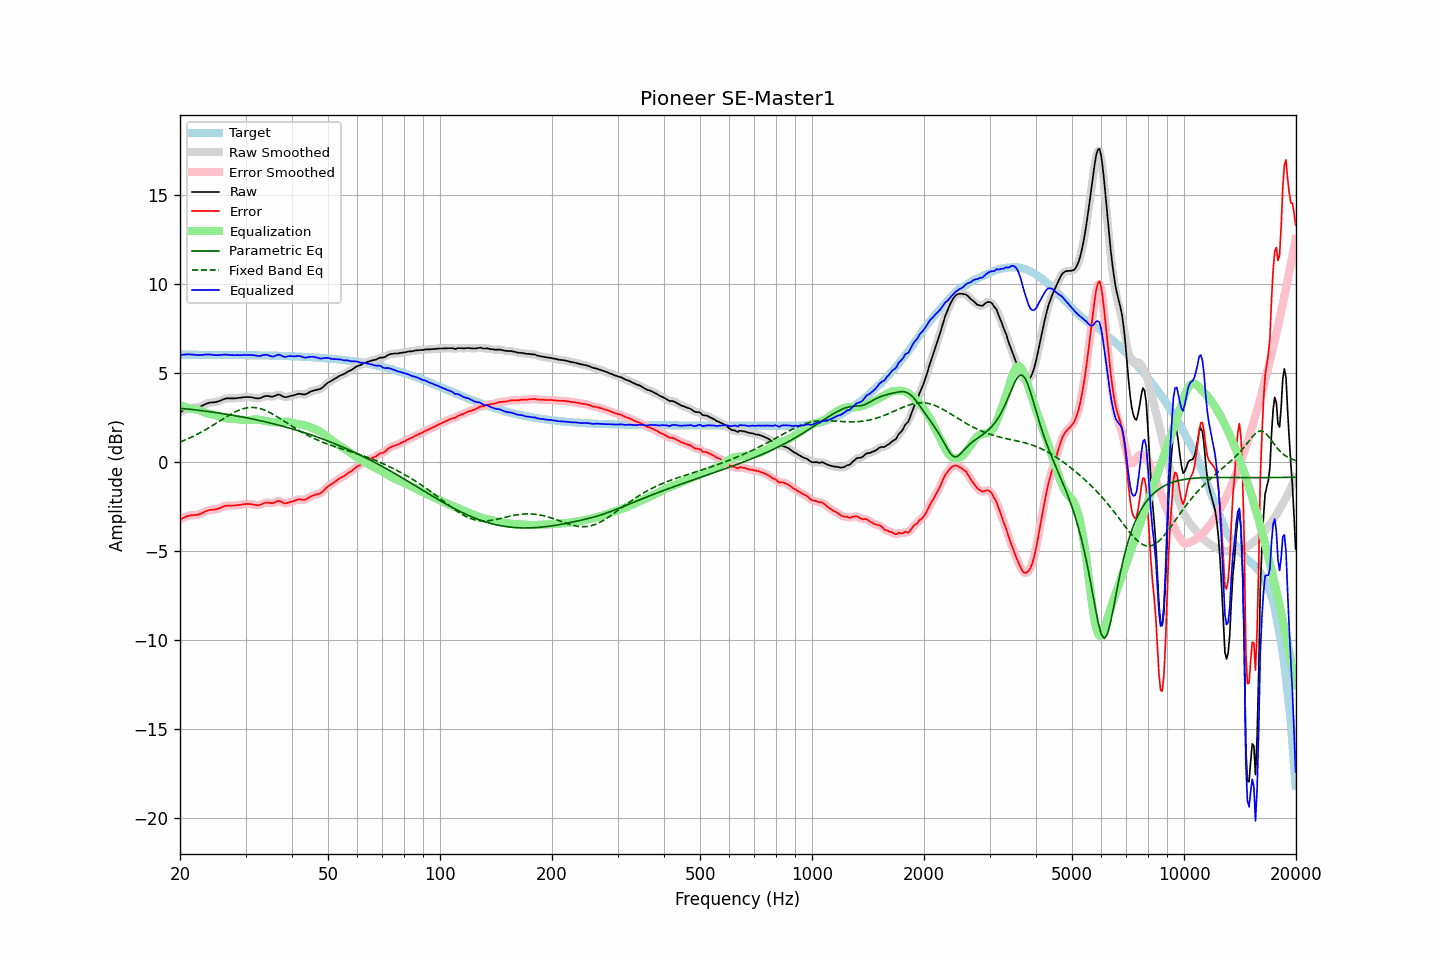 Pioneer SE-Master1
Target
Raw Smoothed
Error Smoothed
Raw
Error
Equalization
Parametric Eq
Fixed Band Eq
Equalized
Amplitude (dBr)
15
10
5
0
−5
−10
−15
−20
20
50
100
200
500
1000
2000
5000
10000
20000
Frequency (Hz)